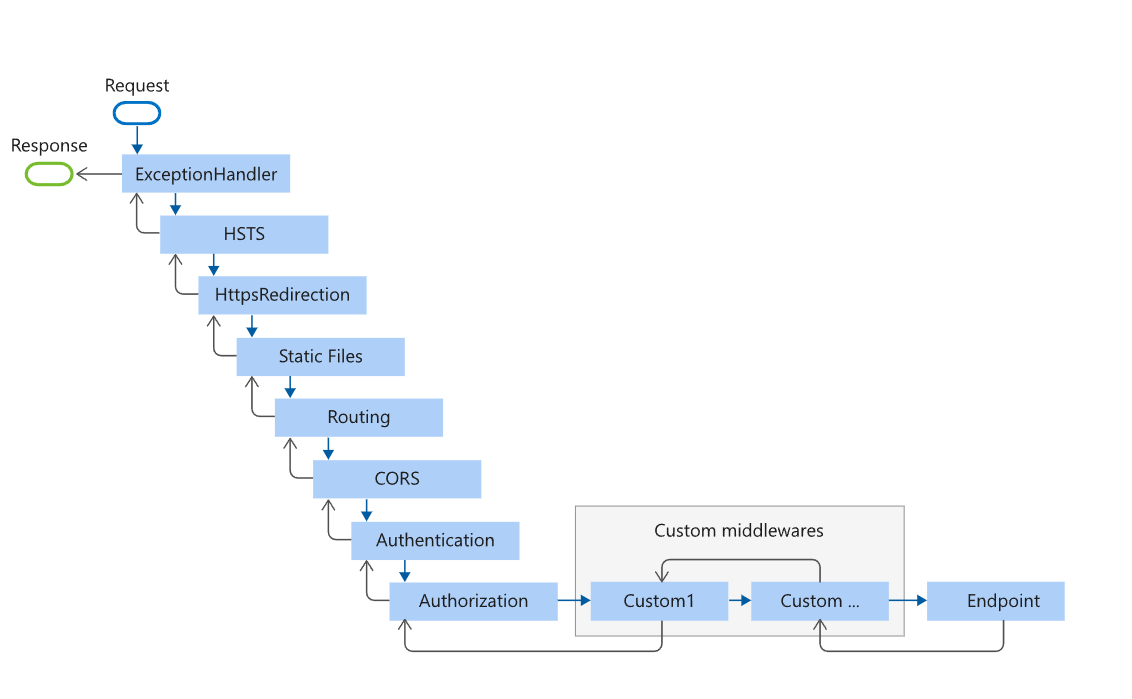 Request
Response
ExceptionHandler
HSTS
HttpsRedirection
Static Files
Routing
CORS
Authentication
Custom middlewares
Authorization
Custom1
Custom ...
Endpoint